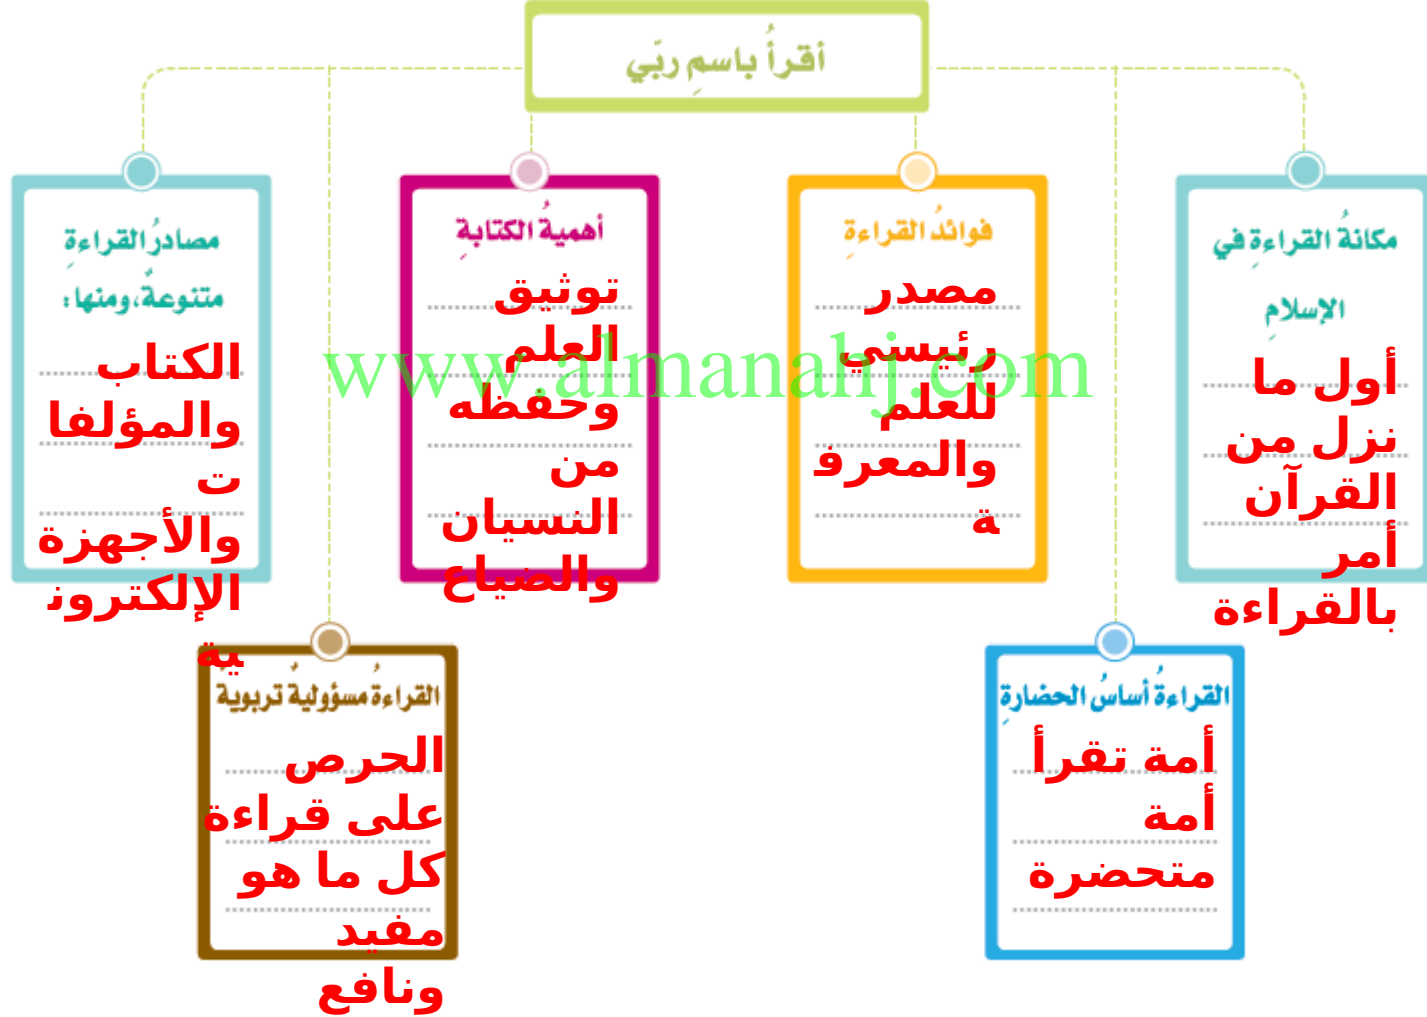 أقرأُ باسمِ ربّي
مكانةُ القراءةِ في
الإسلامِ
أول ما
نزل من
القرآن
أمر
بالقراءة
فوائدُ القراءةِ
مصدر
رئيسي
للعلم
والمعرف
ة
أهميةُ الكتابةِ
توثيق
العلم
وحفظه
من
النسيان
والضياع
مصادرُ القراءةِ
متنوعةٌ، ومنها:
الكتاب
والمؤلفا
ت
والأجهزة
الإلكترون
ية
www.almanahj.com
القراءةُ أساسُ الحضارةِ
أمة تقرأ
أمة
متحضرة
القراءةُ مسؤوليةٌ تربويةٌ
الحرص
على قراءة
كل ما هو
مفيد
ونافع